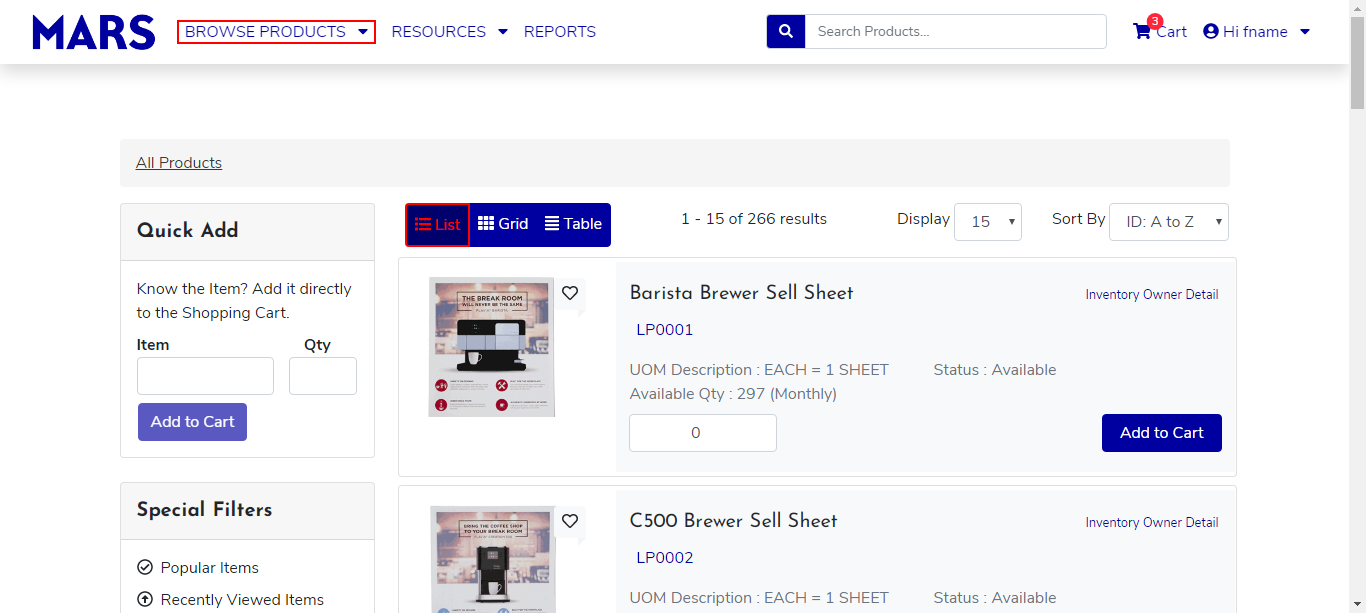 MARS
BROWSE PRODUCTS
RESOURCES
REPORTS
Search Products...
3
Cart
Hi fname
All Products
Quick Add
Know the Item? Add it directly
to the Shopping Cart.
Item
Qty
Add to Cart
Special Filters
Popular Items
Recently Viewed Items
List
Grid
Table
1 - 15 of 266 results
Display
15
Sort By
ID: A to Z
THE BREAK ROOM
WILL NEVER BE THE SAME
Barista Brewer Sell Sheet
Inventory Owner Detail
LP0001
UOM Description : EACH = 1 SHEET
Status : Available
Available Qty : 297 (Monthly)
0
Add to Cart
BRING THE COFFEE SHOP
TO YOUR BREAK ROOM
C500 Brewer Sell Sheet
Inventory Owner Detail
LP0002
UOM Description : EACH = 1 SHEET
Status : Available